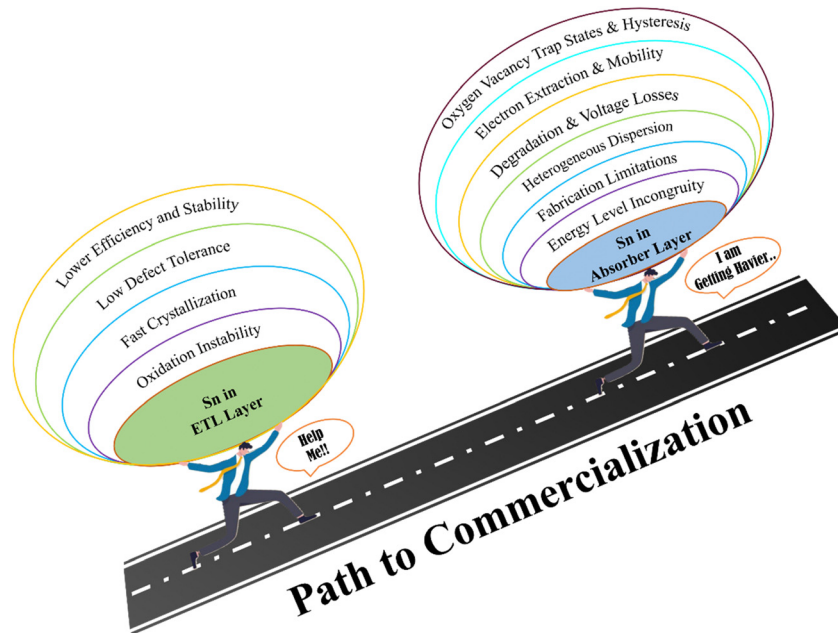 Lower Efficiency and Stability
Low Defect Tolerance
Fast Crystallization
Oxidation Instability
Sn in
ETL Layer
Help
Me!!
Oxygen Vacancy Trap States & Hysteresis
Electron Extraction & Mobility
Degradation & Voltage Losses
Heterogeneous Dispersion
Fabrication Limitations
Energy Level Incongruity
Sn in
Absorber Layer
I am
Getting Havier..
Path to Commercialization